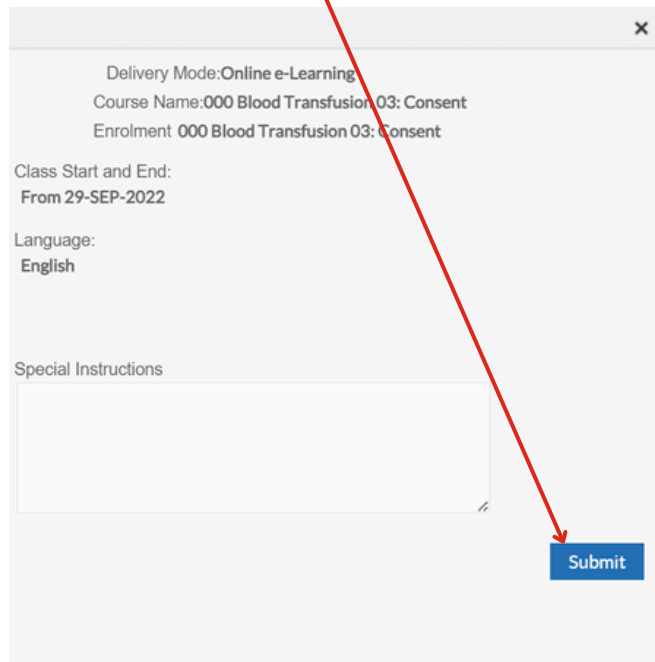 Delivery Mode:Online e-Learning
Course Name:000 Blood Transfusion 03: Consent
Enrolment 000 Blood Transfusion 03: Consent
Class Start and End:
From 29-SEP-2022
Language:
English
Special Instructions
Submit